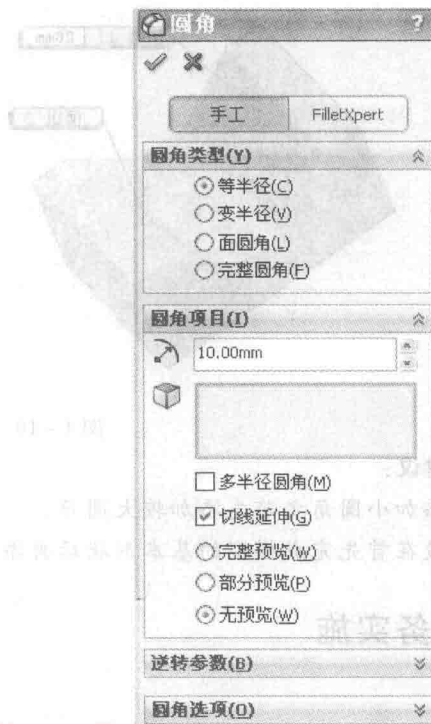 圆角 ?
手工 FilletXpert
圆角类型(Y)
等半径(C)
变半径(V)
面圆角(L)
完整圆角(F)
圆角项目(I)
10.00mm
多半径圆角(M)
切线延伸(G)
完整预览(W)
部分预览(P)
无预览(W)
逆转参数(B)
圆角选项(O)